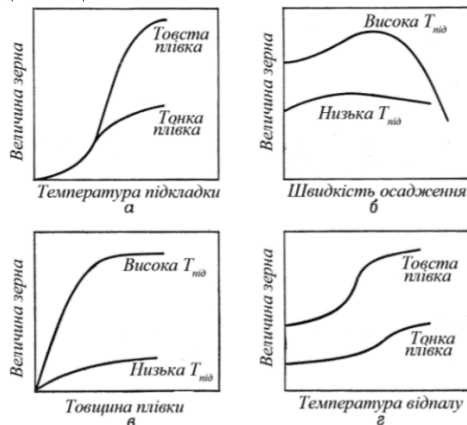 Величина зерна
Товста
плівка
Тонка
плівка
Температура підкладки
а
Величина зерна
Висока Tпід
Низька Tпід
Швидкість осадження
б
Величина зерна
Висока Tпід
Низька Tпід
Товщина плівки
в
Величина зерна
Товста
плівка
Тонка
плівка
Температура відпалу
г